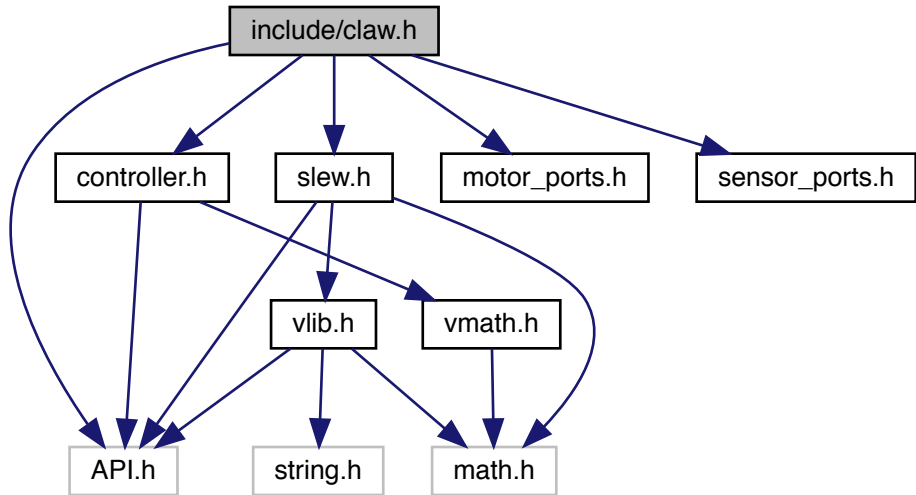 include/claw.h
controller.h
slew.h
motor_ports.h
sensor_ports.h
vlib.h
vmath.h
API.h
string.h
math.h